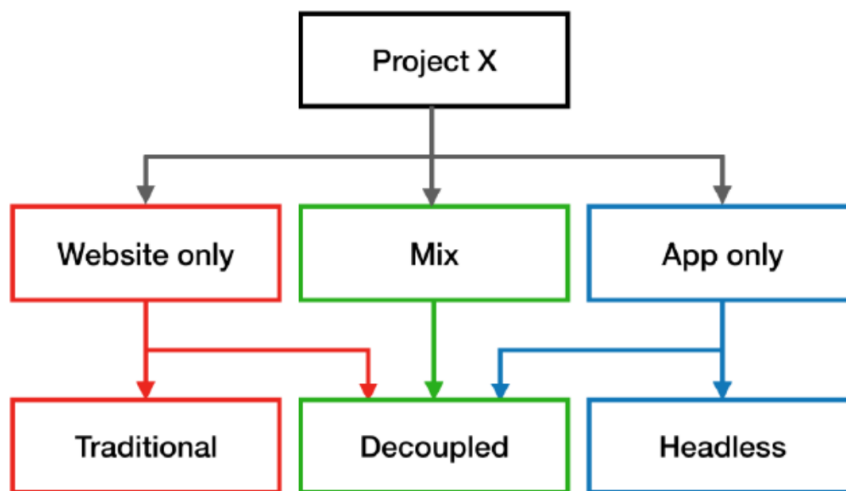 Project X
Website only
Mix
App only
Traditional
Decoupled
Headless